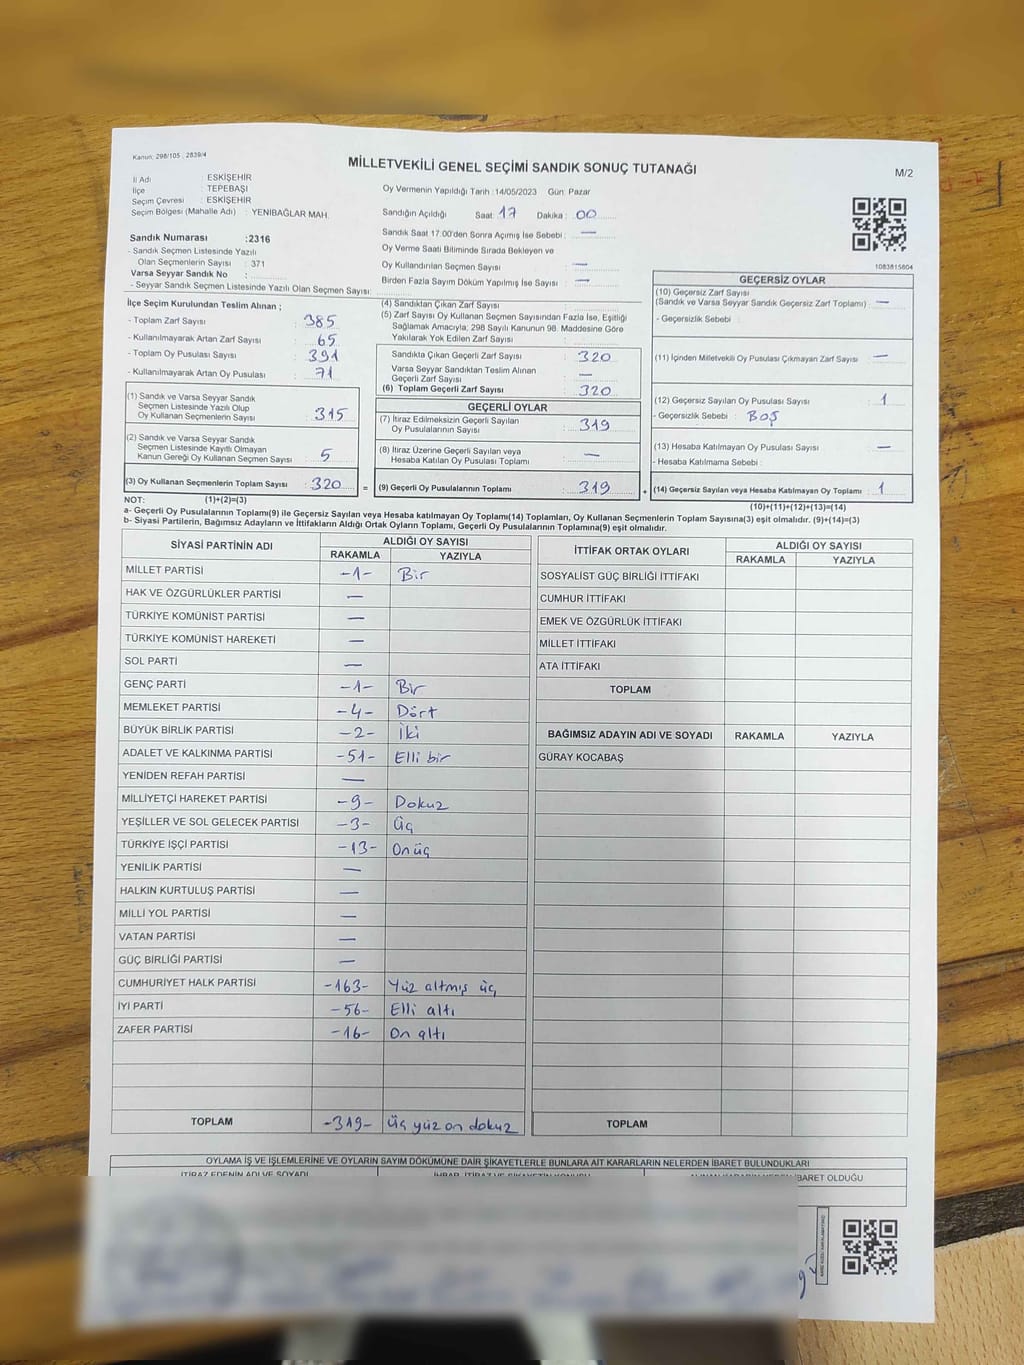 Kanun; 298/105 , 2839/4
MİLLETVEKİLİ GENEL SEÇİMİ SANDIK SONUÇ TUTANAĞI
M/2
İl Adı : ESKİŞEHİR
İlçe : TEPEBAŞI
Seçim Çevresi : ESKİŞEHİR
Seçim Bölgesi (Mahalle Adı) : YENİBAĞLAR MAH.
Sandık Numarası :2316
- Sandık Seçmen Listesinde Yazılı
Olan Seçmenlerin Sayısı : 371
Varsa Seyyar Sandık No :
- Seyyar Sandık Seçmen Listesinde Yazılı Olan Seçmen Sayısı:
Oy Vermenin Yapıldığı Tarih :14/05/2023 Gün: Pazar
Sandığın Açıldığı Saat: 17 Dakika : 00
Sandık Saat 17:00'den Sonra Açılmış İse Sebebi : —
Oy Verme Saati Bitiminde Sırada Bekleyen ve
Oy Kullandırılan Seçmen Sayısı : —
Birden Fazla Sayım Döküm Yapılmış İse Sayısı : —
1083815604
İlçe Seçim Kurulundan Teslim Alınan ;
- Toplam Zarf Sayısı : 385
- Kullanılmayarak Artan Zarf Sayısı : 65
- Toplam Oy Pusulası Sayısı : 391
- Kullanılmayarak Artan Oy Pusulası : 71
(1) Sandık ve Varsa Seyyar Sandık
Seçmen Listesinde Yazılı Olup
Oy Kullanan Seçmenlerin Sayısı : 315
(2) Sandık ve Varsa Seyyar Sandık
Seçmen Listesinde Kayıtlı Olmayan
Kanun Gereği Oy Kullanan Seçmen Sayısı : 5
(3) Oy Kullanan Seçmenlerin Toplam Sayısı : 320
(4) Sandıktan Çıkan Zarf Sayısı :
(5) Zarf Sayısı Oy Kullanan Seçmen Sayısından Fazla İse, Eşitliği
Sağlamak Amacıyla; 298 Sayılı Kanunun 98. Maddesine Göre
Yakılarak Yok Edilen Zarf Sayısı :
Sandıkta Çıkan Geçerli Zarf Sayısı : 320
Varsa Seyyar Sandıktan Teslim Alınan
Geçerli Zarf Sayısı : —
(6) Toplam Geçerli Zarf Sayısı : 320
GEÇERLİ OYLAR
(7) İtiraz Edilmeksizin Geçerli Sayılan
Oy Pusulalarının Sayısı : 319
(8) İtiraz Üzerine Geçerli Sayılan veya
Hesaba Katılan Oy Pusulası Toplamı : —
= (9) Geçerli Oy Pusulalarının Toplamı : 319
GEÇERSİZ OYLAR
(10) Geçersiz Zarf Sayısı
(Sandık ve Varsa Seyyar Sandık Geçersiz Zarf Toplamı) : —
- Geçersizlik Sebebi :
(11) İçinden Milletvekili Oy Pusulası Çıkmayan Zarf Sayısı : —
(12) Geçersiz Sayılan Oy Pusulası Sayısı : 1
- Geçersizlik Sebebi : BOŞ
(13) Hesaba Katılmayan Oy Pusulası Sayısı : —
- Hesaba Katılmama Sebebi :
+ (14) Geçersiz Sayılan veya Hesaba Katılmayan Oy Toplamı : 1
NOT: (1)+(2)=(3)
(10)+(11)+(12)+(13)=(14)
a- Geçerli Oy Pusulalarının Toplamı(9) ile Geçersiz Sayılan veya Hesaba Katılmayan Oy Toplamı(14) Toplamları, Oy Kullanan Seçmenlerin Toplam Sayısına(3) eşit olmalıdır. (9)+(14)=(3)
b- Siyasi Partilerin, Bağımsız Adayların ve İttifakların Aldığı Ortak Oyların Toplamı, Geçerli Oy Pusulalarının Toplamına(9) eşit olmalıdır.
SİYASİ PARTİNİN ADI ALDIĞI OY SAYISI
RAKAMLA YAZIYLA
MİLLET PARTİSİ -1- Bir
HAK VE ÖZGÜRLÜKLER PARTİSİ —
TÜRKİYE KOMÜNİST PARTİSİ —
TÜRKİYE KOMÜNİST HAREKETİ —
SOL PARTİ —
GENÇ PARTİ -1- Bir
MEMLEKET PARTİSİ -4- Dört
BÜYÜK BİRLİK PARTİSİ -2- İki
ADALET VE KALKINMA PARTİSİ -51- Elli bir
YENİDEN REFAH PARTİSİ —
MİLLİYETÇİ HAREKET PARTİSİ -9- Dokuz
YEŞİLLER VE SOL GELECEK PARTİSİ -3- Üç
TÜRKİYE İŞÇİ PARTİSİ -13- On üç
YENİLİK PARTİSİ —
HALKIN KURTULUŞ PARTİSİ —
MİLLİ YOL PARTİSİ —
VATAN PARTİSİ —
GÜÇ BİRLİĞİ PARTİSİ —
CUMHURİYET HALK PARTİSİ -163- Yüz altmış üç
İYİ PARTİ -56- Elli altı
ZAFER PARTİSİ -16- On altı
TOPLAM -319- Üç yüz on dokuz
İTTİFAK ORTAK OYLARI ALDIĞI OY SAYISI
RAKAMLA YAZIYLA
SOSYALİST GÜÇ BİRLİĞİ İTTİFAKI
CUMHUR İTTİFAKI
EMEK VE ÖZGÜRLÜK İTTİFAKI
MİLLET İTTİFAKI
ATA İTTİFAKI
TOPLAM
BAĞIMSIZ ADAYIN ADI VE SOYADI RAKAMLA YAZIYLA
GÜRAY KOCABAŞ
TOPLAM
OYLAMA İŞ VE İŞLEMLERİNE VE OYLARIN SAYIM DÖKÜMÜNE DAİR ŞİKAYETLERLE BUNLARA AİT KARARLARIN NELERDEN İBARET BULUNDUKLARI
İTİRAZ EDENİN ADI VE SOYADI
İBARET OLDUĞU